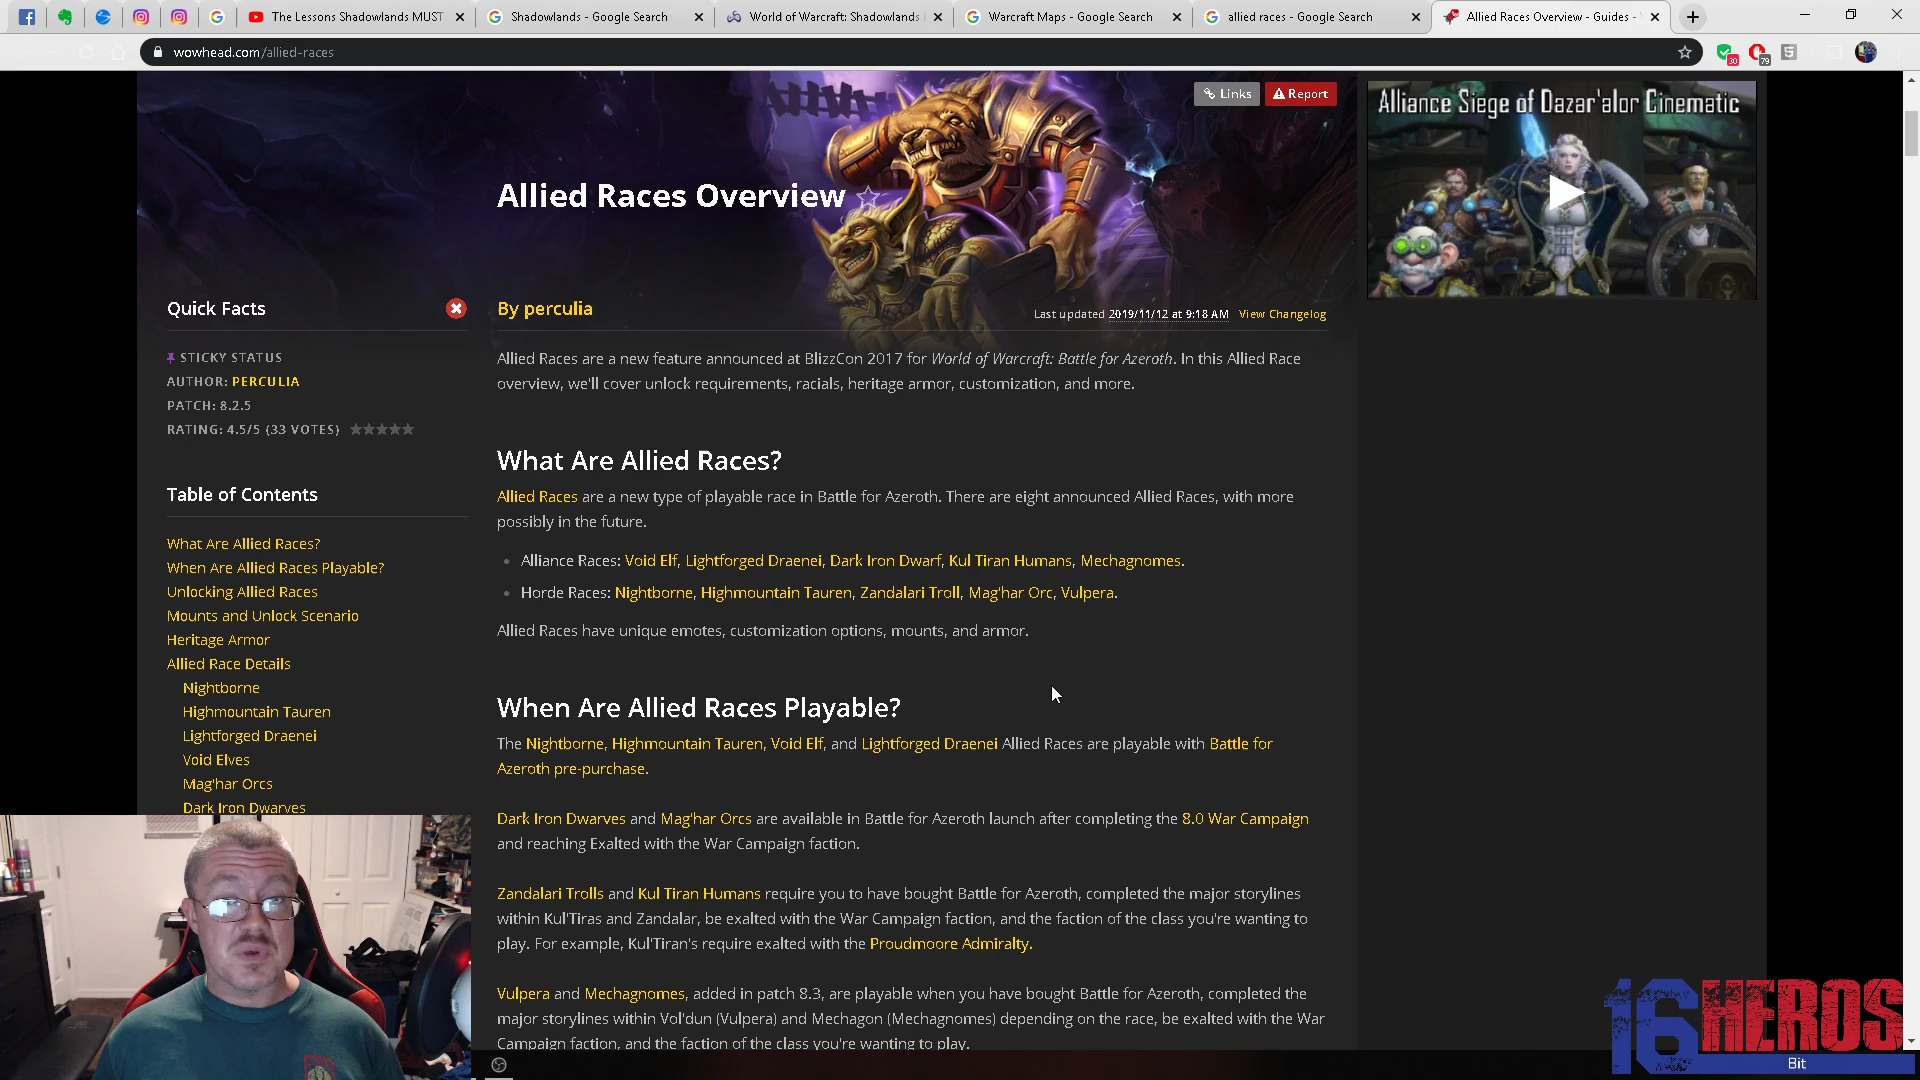 The Lessons Shadowlands MUST
Shadowlands - Google Search
World of Warcraft: Shadowlands
Warcraft Maps - Google Search
allied races - Google Search
Allied Races Overview - Guides -
wowhead.com/allied-races
30
79
Links
Report
Alliance Siege of Dazar'alor Cinematic
Allied Races Overview
Quick Facts
By perculia
Last updated 2019/11/12 at 9:18 AM View Changelog
STICKY STATUS
AUTHOR: PERCULIA
PATCH: 8.2.5
RATING: 4.5/5 (33 VOTES)
Allied Races are a new feature announced at BlizzCon 2017 for World of Warcraft: Battle for Azeroth. In this Allied Race
overview, we'll cover unlock requirements, racials, heritage armor, customization, and more.
Table of Contents
What Are Allied Races?
When Are Allied Races Playable?
Unlocking Allied Races
Mounts and Unlock Scenario
Heritage Armor
Allied Race Details
Nightborne
Highmountain Tauren
Lightforged Draenei
Void Elves
Mag'har Orcs
Dark Iron Dwarves
What Are Allied Races?
Allied Races are a new type of playable race in Battle for Azeroth. There are eight announced Allied Races, with more
possibly in the future.
Alliance Races: Void Elf, Lightforged Draenei, Dark Iron Dwarf, Kul Tiran Humans, Mechagnomes.
Horde Races: Nightborne, Highmountain Tauren, Zandalari Troll, Mag'har Orc, Vulpera.
Allied Races have unique emotes, customization options, mounts, and armor.
When Are Allied Races Playable?
The Nightborne, Highmountain Tauren, Void Elf, and Lightforged Draenei Allied Races are playable with Battle for
Azeroth pre-purchase.
Dark Iron Dwarves and Mag'har Orcs are available in Battle for Azeroth launch after completing the 8.0 War Campaign
and reaching Exalted with the War Campaign faction.
Zandalari Trolls and Kul Tiran Humans require you to have bought Battle for Azeroth, completed the major storylines
within Kul'Tiras and Zandalar, be exalted with the War Campaign faction, and the faction of the class you're wanting to
play. For example, Kul'Tiran's require exalted with the Proudmoore Admiralty.
Vulpera and Mechagnomes, added in patch 8.3, are playable when you have bought Battle for Azeroth, completed the
major storylines within Vol'dun (Vulpera) and Mechagon (Mechagnomes) depending on the race, be exalted with the War
Campaign faction, and the faction of the class you're wanting to play.
16 HEROS
Bit